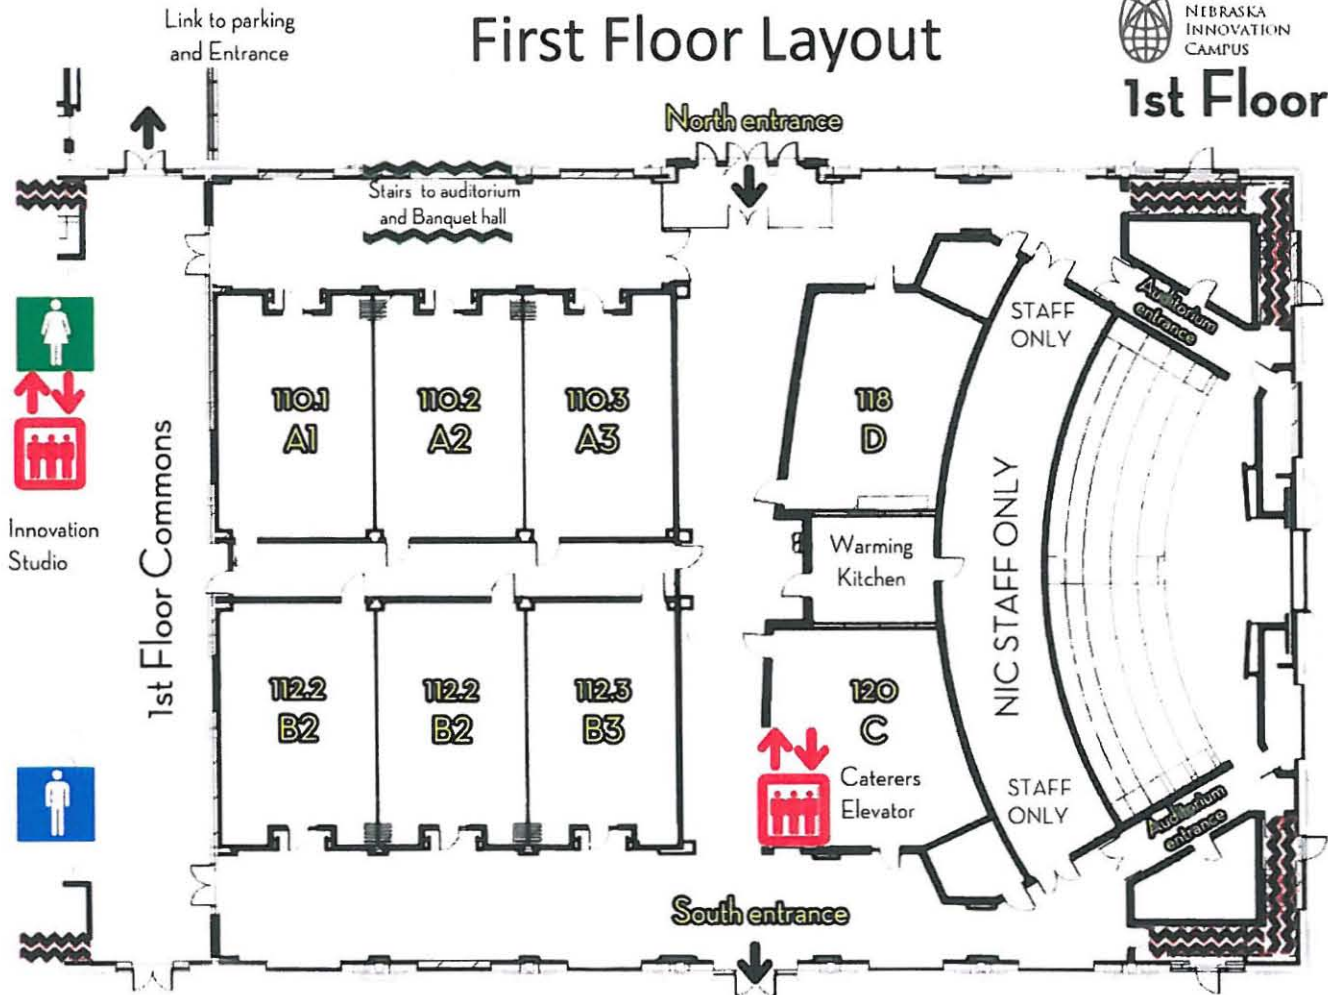 Link to parking
and Entrance
First Floor Layout
NEBRASKA
INNOVATION
CAMPUS
1st Floor
North entrance
Stairs to auditorium
and Banquet hall
Auditorium
entrance
STAFF
ONLY
110.1
A1
110.2
A2
110.3
A3
118
D
1st Floor Commons
Innovation
Studio
Warming
Kitchen
NIC STAFF ONLY
112.2
B2
112.2
B2
112.3
B3
120
C
Caterers
Elevator
STAFF
ONLY
Auditorium
entrance
South entrance